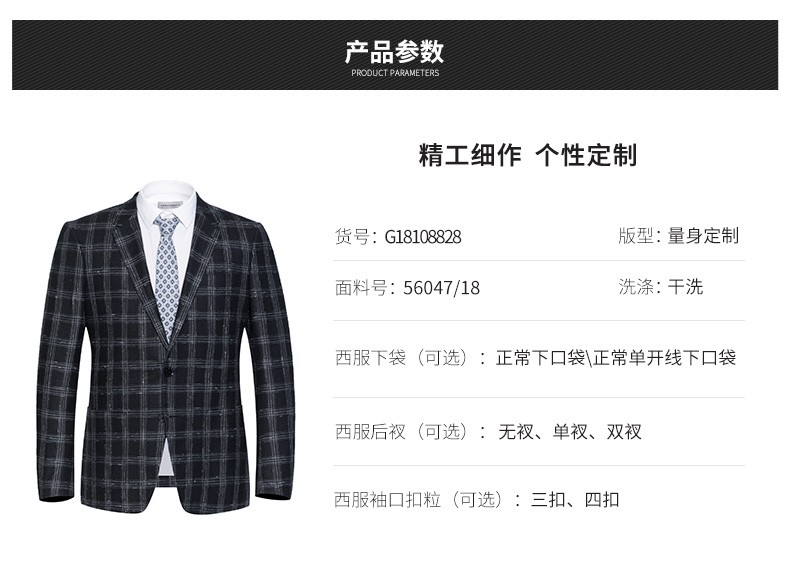 产品参数
PRODUCT PARAMETERS
精工细作 个性定制
货号：G18108828 版型：量身定制
面料号：56047/18 洗涤：干洗
西服下袋（可选）：正常下口袋\正常单开线下口袋
西服后衩（可选）：无衩、单衩、双衩
西服袖口扣粒（可选）：三扣、四扣